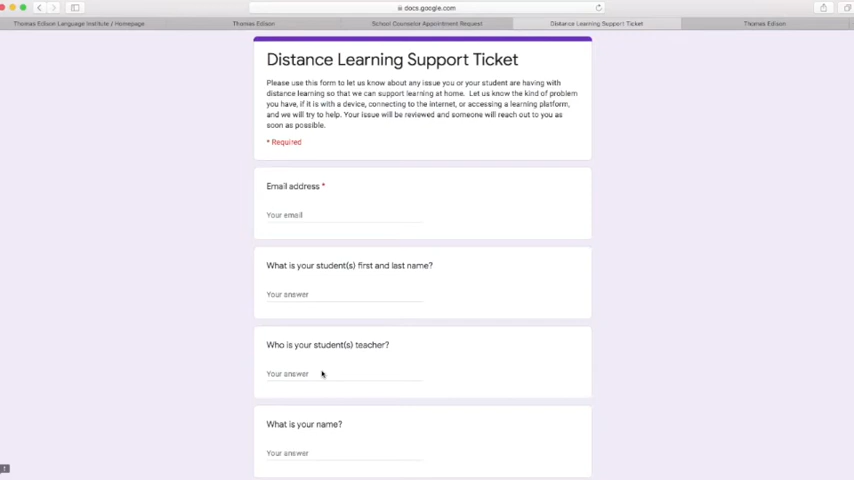 docs.google.com
Thomas Edison Language Institute / Homepage
Thomas Edison
School Counselor Appointment Request
Distance Learning Support Ticket
Thomas Edison
Distance Learning Support Ticket
Please use this form to let us know about any issue you or your student are having with
distance learning so that we can support learning at home. Let us know the kind of problem
you have, if it is with a device, connecting to the internet, or accessing a learning platform,
and we will try to help. Your issue will be reviewed and someone will reach out to you as
soon as possible.
* Required
Email address *
Your email
What is your student(s) first and last name?
Your answer
Who is your student(s) teacher?
Your answer
What is your name?
Your answer